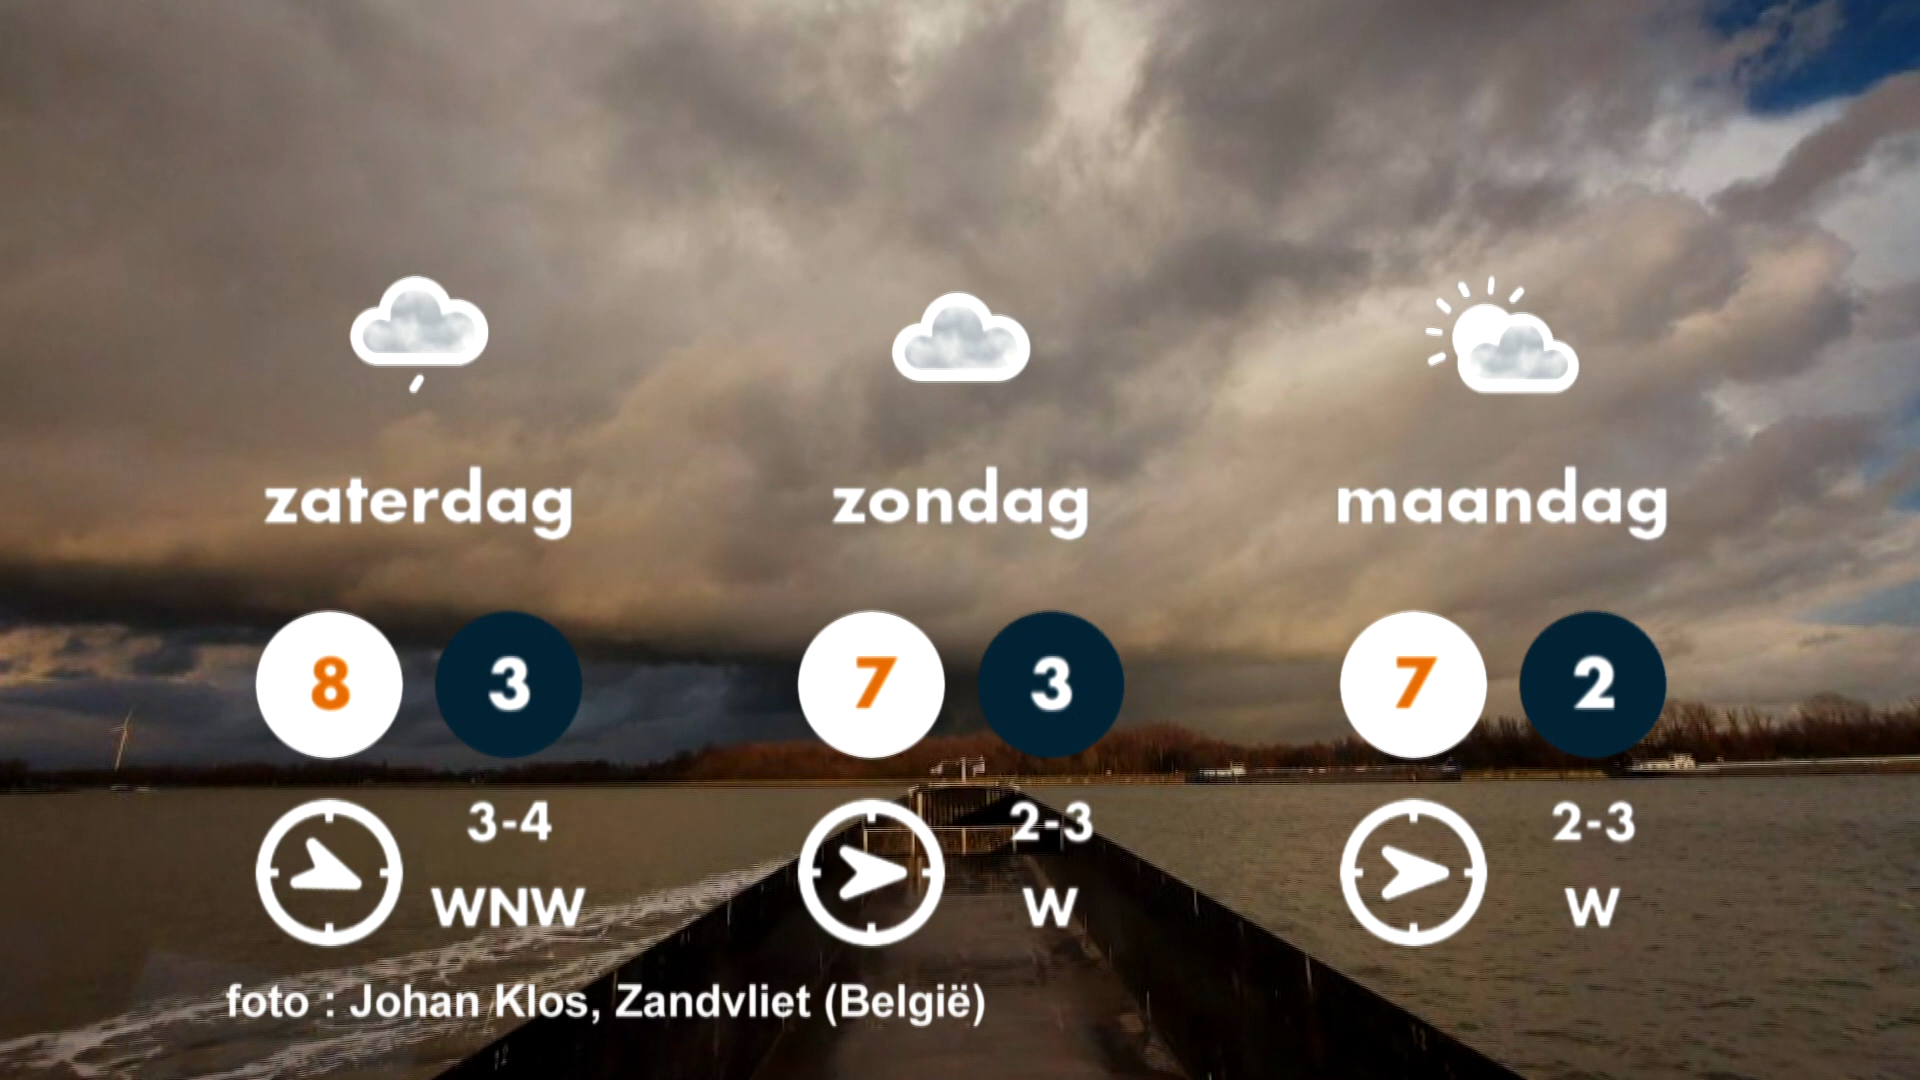 zaterdag zondag maandag
8 3 7 3 7 2
3-4 2-3 2-3
WNW W W
foto : Johan Klos, Zandvliet (België)